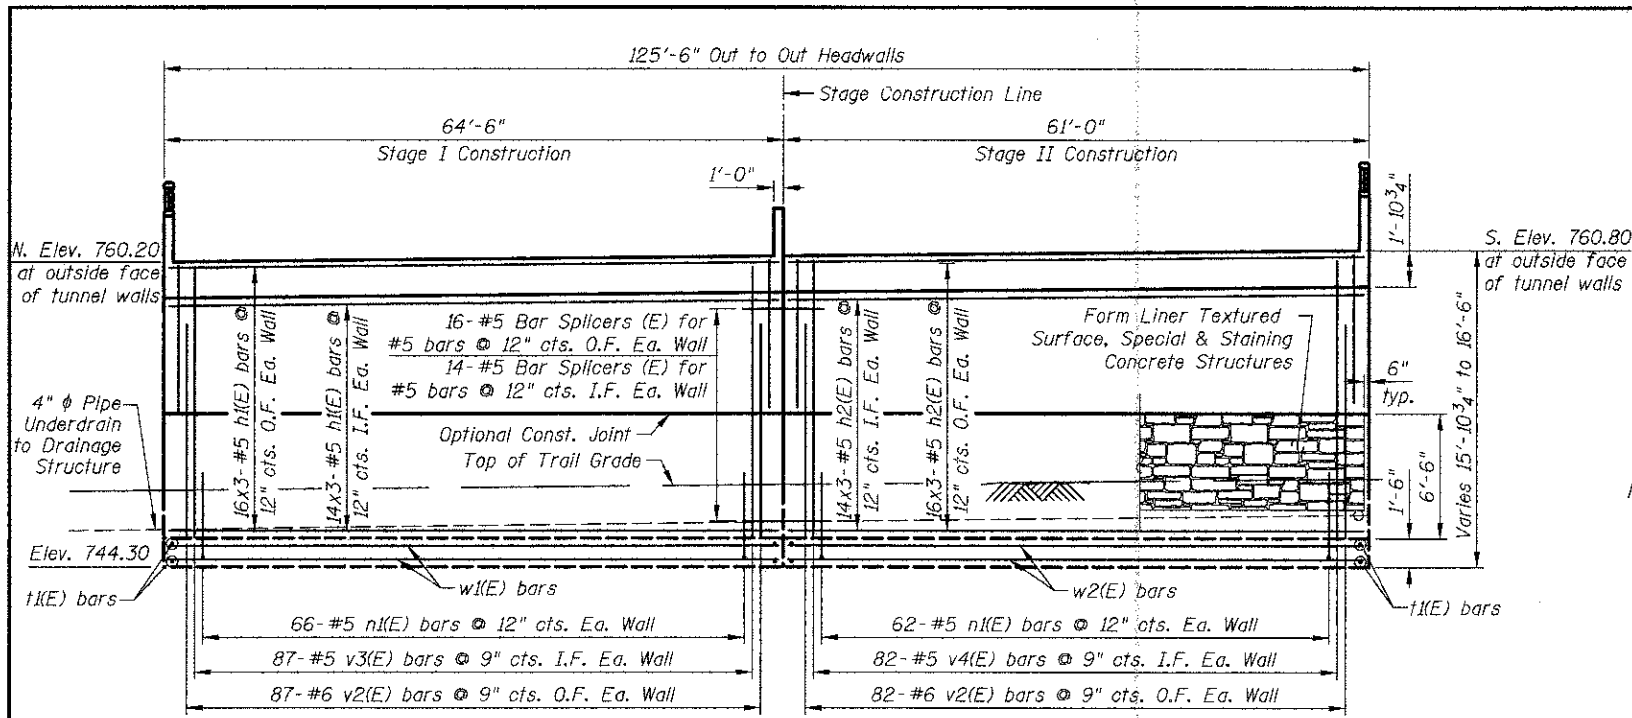 125'-6" Out to Out Headwalls
Stage Construction Line
64'-6"
Stage I Construction
61'-0"
Stage II Construction
1'-0"
1'-10¾"
N. Elev. 760.20
at outside face
of tunnel walls
S. Elev. 760.80
at outside face
of tunnel walls
16x3-#5 h1(E) bars @
12" cts. O.F. Ea. Wall
14x3-#5 h1(E) bars @
12" cts. I.F. Ea. Wall
16-#5 Bar Splicers (E) for
#5 bars @ 12" cts. O.F. Ea. Wall
14-#5 Bar Splicers (E) for
#5 bars @ 12" cts. I.F. Ea. Wall
14x3-#5 h2(E) bars @
12" cts. I.F. Ea. Wall
16x3-#5 h2(E) bars @
12" cts. O.F. Ea. Wall
Form Liner Textured
Surface, Special & Staining
Concrete Structures
6"
typ.
4" ϕ Pipe
Underdrain
to Drainage
Structure
Optional Const. Joint
Top of Trail Grade
1'-6"
6'-6"
Varies 15'-10¾" to 16'-6"
Elev. 744.30
t1(E) bars
w1(E) bars
w2(E) bars
t1(E) bars
66-#5 n1(E) bars @ 12" cts. Ea. Wall
62-#5 n1(E) bars @ 12" cts. Ea. Wall
87-#5 v3(E) bars @ 9" cts. I.F. Ea. Wall
82-#5 v4(E) bars @ 9" cts. I.F. Ea. Wall
87-#6 v2(E) bars @ 9" cts. O.F. Ea. Wall
82-#6 v2(E) bars @ 9" cts. O.F. Ea. Wall